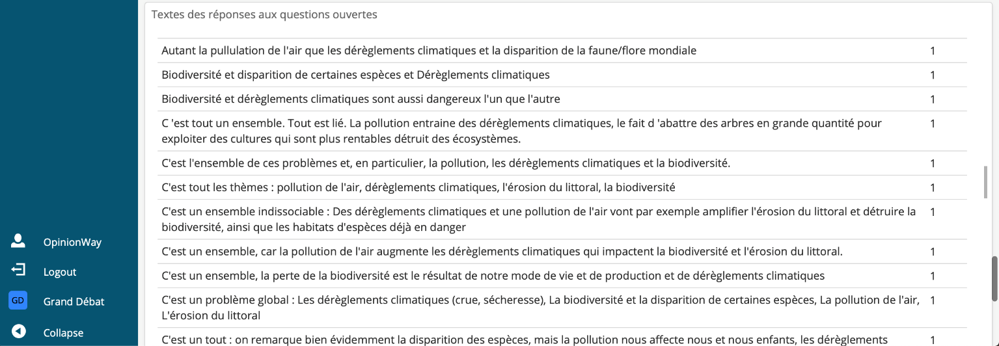 Textes des réponses aux questions ouvertes
Autant la pullulation de l'air que les dérèglements climatiques et la disparition de la faune/flore mondiale 1
Biodiversité et disparition de certaines espèces et Dérèglements climatiques 1
Biodiversité et dérèglements climatiques sont aussi dangereux l'un que l'autre 1
C 'est tout un ensemble. Tout est lié. La pollution entraine des dérèglements climatiques, le fait d 'abattre des arbres en grande quantité pour 1
exploiter des cultures qui sont plus rentables détruit des écosystèmes.
C'est l'ensemble de ces problèmes et, en particulier, la pollution, les dérèglements climatiques et la biodiversité. 1
C'est tout les thèmes : pollution de l'air, dérèglements climatiques, l'érosion du littoral, la biodiversité 1
C'est un ensemble indissociable : Des dérèglements climatiques et une pollution de l'air vont par exemple amplifier l'érosion du littoral et détruire la 1
biodiversité, ainsi que les habitats d'espèces déjà en danger
C'est un ensemble, car la pollution de l'air augmente les dérèglements climatiques qui impactent la biodiversité et l'érosion du littoral. 1
C'est un ensemble, la perte de la biodiversité est le résultat de notre mode de vie et de production et de dérèglements climatiques 1
C'est un problème global : Les dérèglements climatiques (crue, sécheresse), La biodiversité et la disparition de certaines espèces, La pollution de l'air, 1
L'érosion du littoral
C'est un tout : on remarque bien évidemment la disparition des espèces, mais la pollution nous affecte nous et nous enfants, les dérèglements 1
OpinionWay
Logout
GD Grand Débat
Collapse